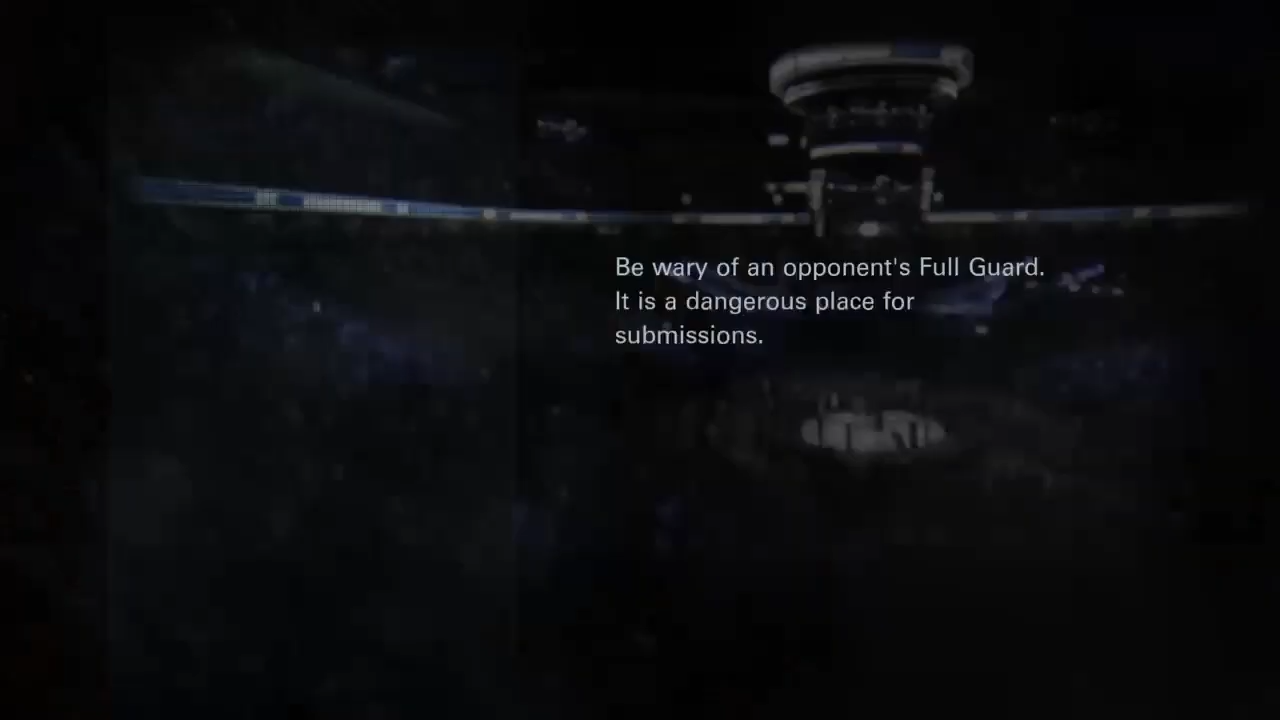 Be wary of an opponent's Full Guard.
It is a dangerous place for
submissions.